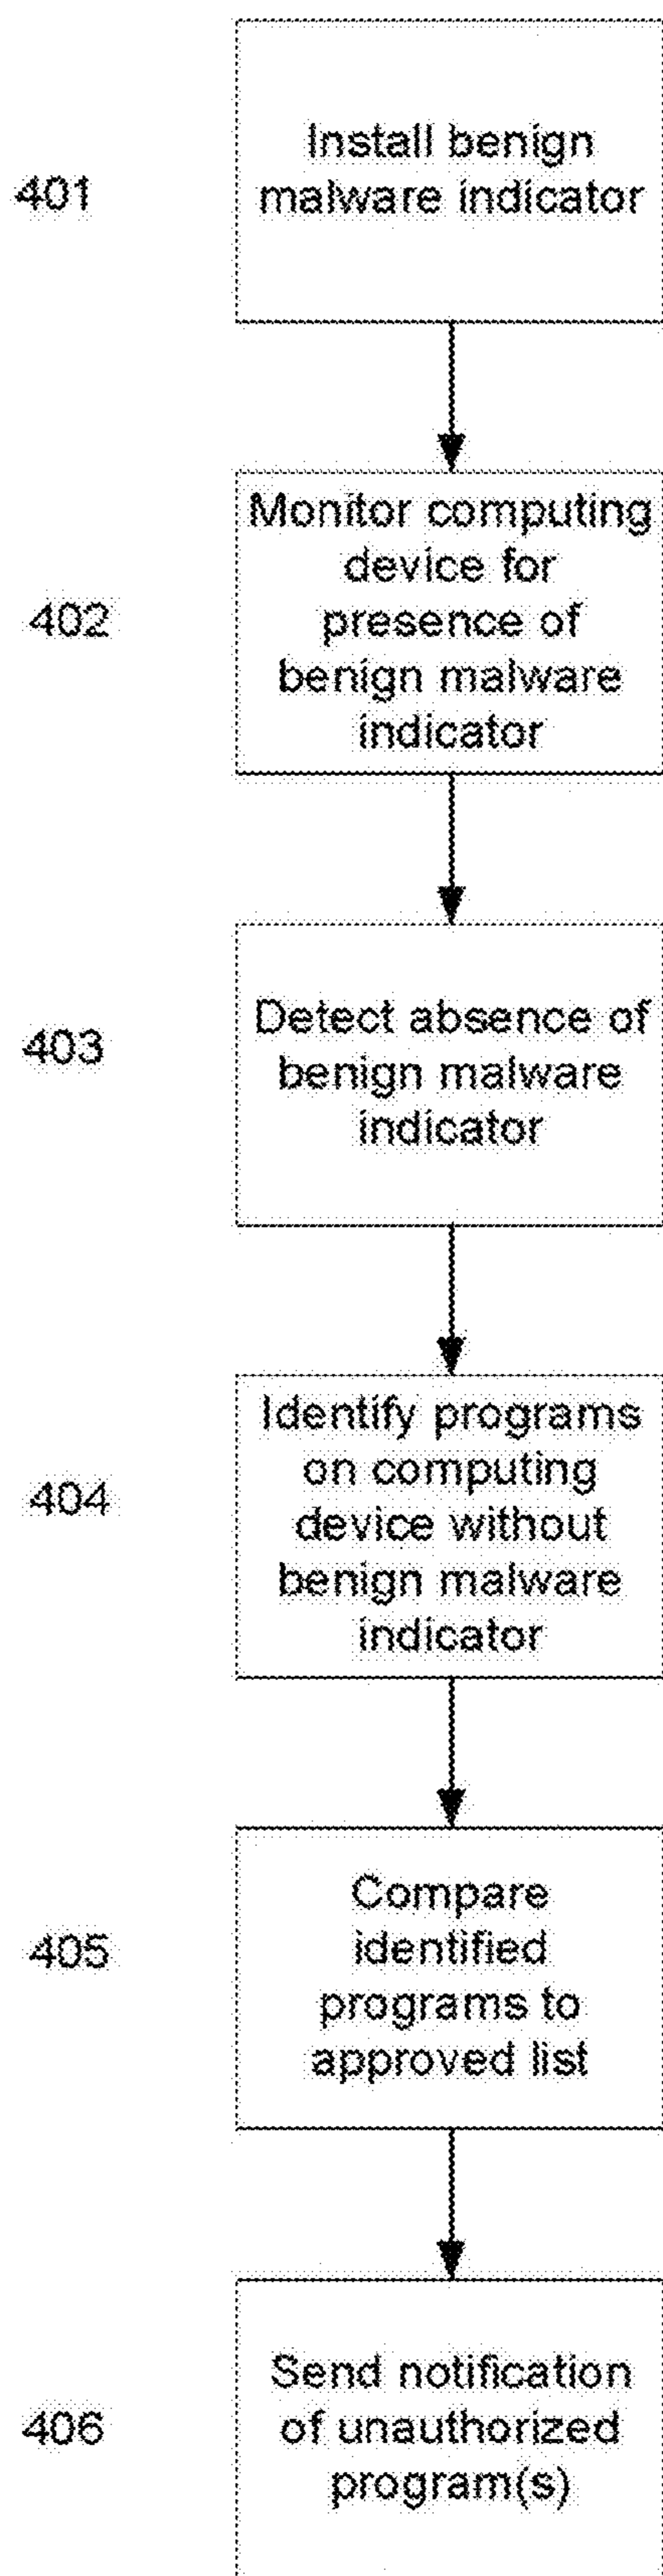 Install benign
malware indicator
401
Monitor computing
device for
presence of
benign malware
indicator
402
Detect absence of
benign malware
indicator
403
Identify programs
on computing
device without
benign malware
indicator
404
Compare
identified
programs to
approved list
405
Send notification
of unauthorized
program(s)
406